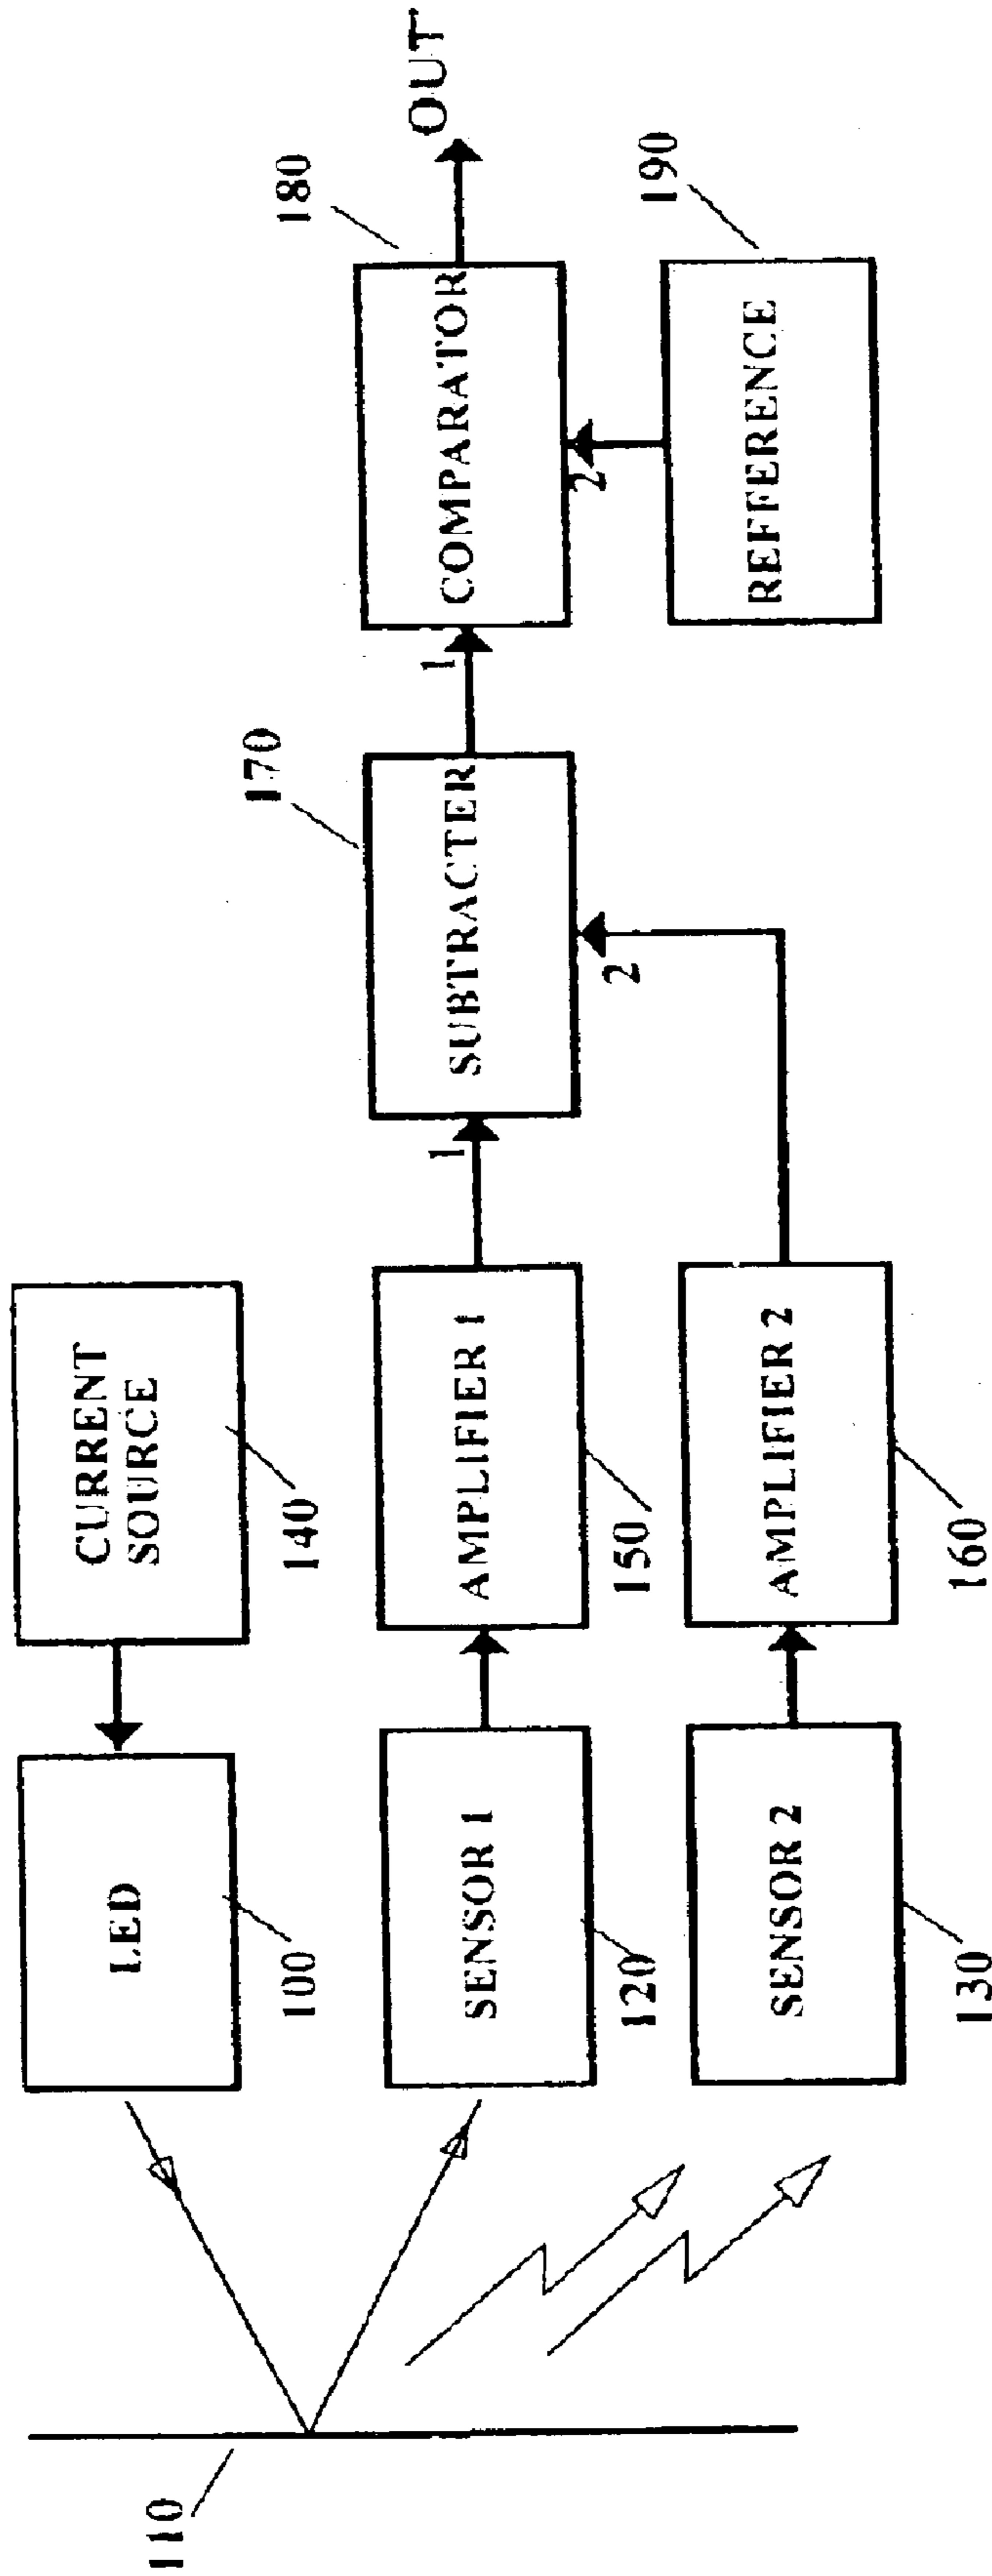 110
LED
100
CURRENT
SOURCE
140
SENSOR 1
120
AMPLIFIER 1
150
1
SUBTRACTER
170
1
COMPARATOR
180
OUT
SENSOR 2
130
AMPLIFIER 2
160
2
2
REFFERENCE
190